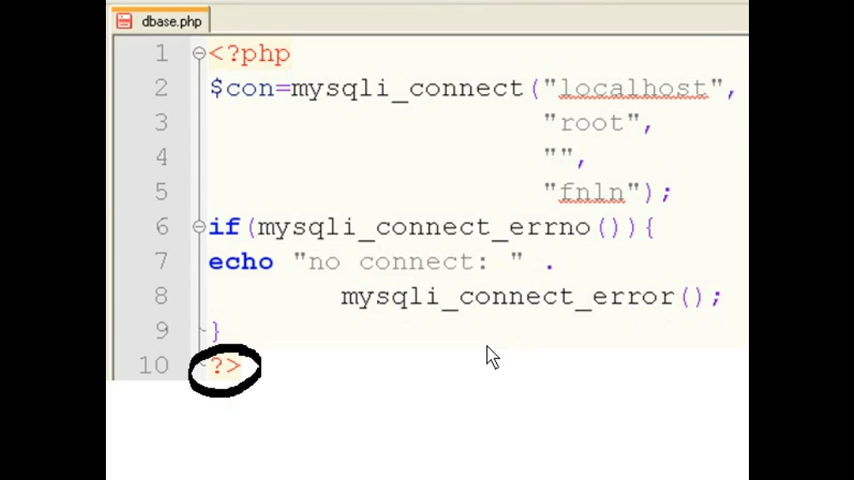 dbase.php
1 <?php
2 $con=mysqli_connect("localhost",
3 "root",
4 "",
5 "fnln");
6 if(mysqli_connect_errno()){
7 echo "no connect: " .
8 mysqli_connect_error();
9 }
10 ?>